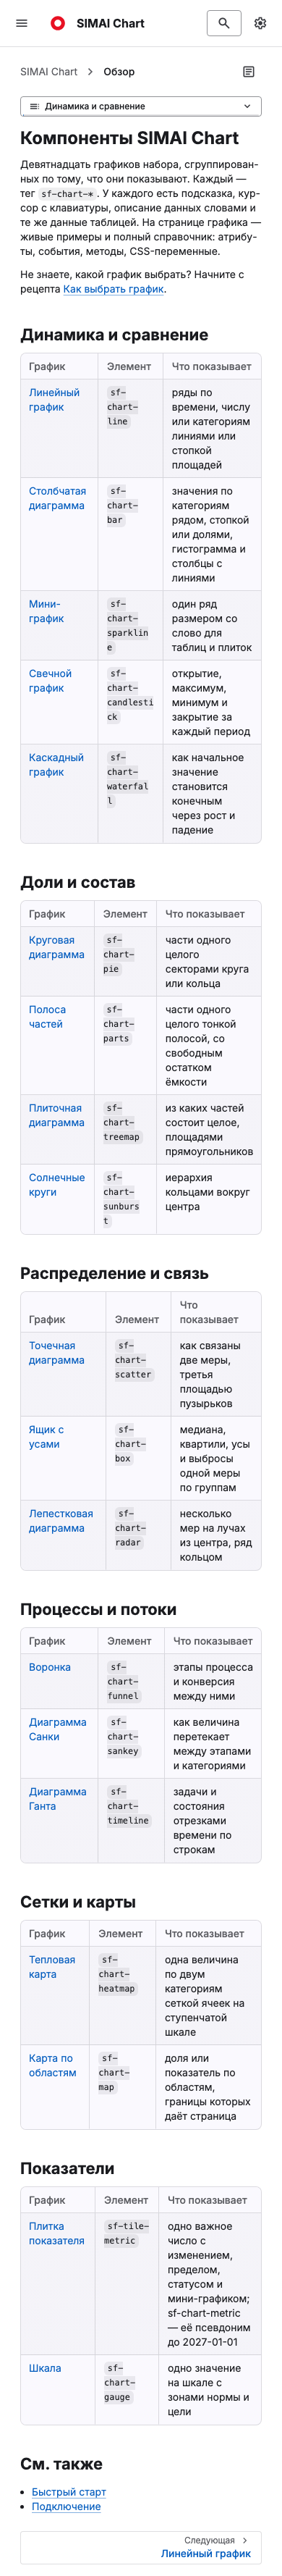 SIMAI Chart
SIMAI Chart > Обзор
Динамика и сравнение
Компоненты SIMAI Chart
Девятнадцать графиков набора, сгруппирован-
ных по тому, что они показывают. Каждый —
тег sf-chart-*. У каждого есть подсказка, кур-
сор с клавиатуры, описание данных словами и
те же данные таблицей. На странице графика —
живые примеры и полный справочник: атрибу-
ты, события, методы, CSS-переменные.
Не знаете, какой график выбрать? Начните с
рецепта Как выбрать график.
Динамика и сравнение
График Элемент Что показывает
Линейный sf- ряды по
график chart- времени, числу
line или категориям
линиями или
стопкой
площадей
Столбчатая sf- значения по
диаграмма chart- категориям
bar рядом, стопкой
или долями,
гистограмма и
столбцы с
линиями
Мини- sf- один ряд
график chart- размером со
sparklin слово для
e таблиц и плиток
Свечной sf- открытие,
график chart- максимум,
candlesti минимум и
ck закрытие за
каждый период
Каскадный sf- как начальное
график chart- значение
waterfal становится
l конечным
через рост и
падение
Доли и состав
График Элемент Что показывает
Круговая sf- части одного
диаграмма chart- целого
pie секторами круга
или кольца
Полоса sf- части одного
частей chart- целого тонкой
parts полосой, со
свободным
остатком
ёмкости
Плиточная sf- из каких частей
диаграмма chart- состоит целое,
treemap площадями
прямоугольников
Солнечные sf- иерархия
круги chart- кольцами вокруг
sunburs центра
t
Распределение и связь
Что
График Элемент показывает
Точечная sf- как связаны
диаграмма chart- две меры,
scatter третья
площадью
пузырьков
Ящик с sf- медиана,
усами chart- квартили, усы
box и выбросы
одной меры
по группам
Лепестковая sf- несколько
диаграмма chart- мер на лучах
radar из центра, ряд
кольцом
Процессы и потоки
График Элемент Что показывает
Воронка sf- этапы процесса
chart- и конверсия
funnel между ними
Диаграмма sf- как величина
Санки chart- перетекает
sankey между этапами
и категориями
Диаграмма sf- задачи и
Ганта chart- состояния
timeline отрезками
времени по
строкам
Сетки и карты
График Элемент Что показывает
Тепловая sf- одна величина
карта chart- по двум
heatmap категориям
сеткой ячеек на
ступенчатой
шкале
Карта по sf- доля или
областям chart- показатель по
map областям,
границы которых
даёт страница
Показатели
График Элемент Что показывает
Плитка sf-tile- одно важное
показателя metric число с
изменением,
пределом,
статусом и
мини-графиком;
sf-chart-metric
— её псевдоним
до 2027-01-01
Шкала sf- одно значение
chart- на шкале с
gauge зонами нормы и
цели
См. также
Быстрый старт
Подключение
Следующая >
Линейный график